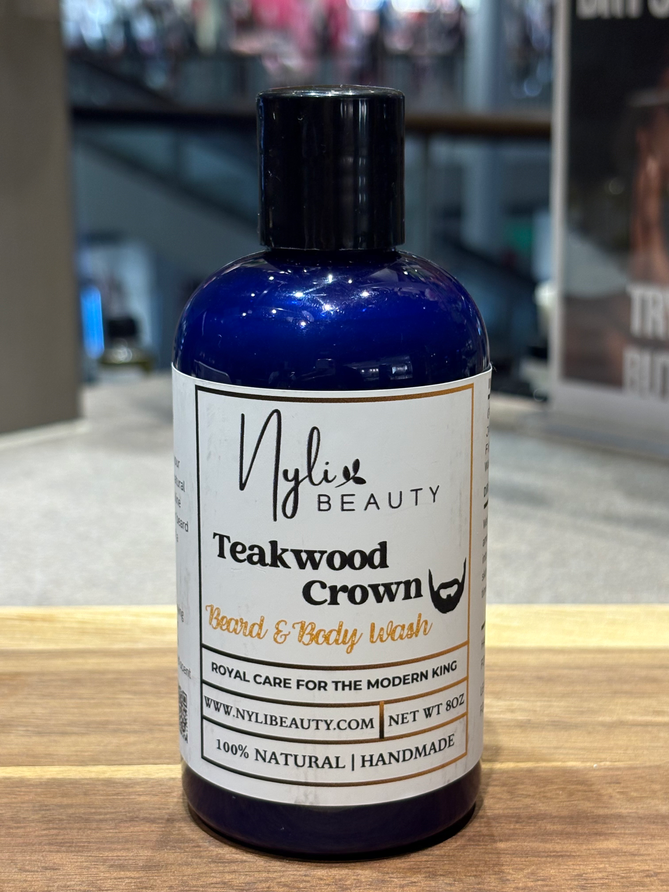 Nyli
BEAUTY
Teakwood
Crown
Beard & Body Wash
ROYAL CARE FOR THE MODERN KING
WWW.NYLIBEAUTY.COM
NET WT 8OZ
100% NATURAL | HANDMADE